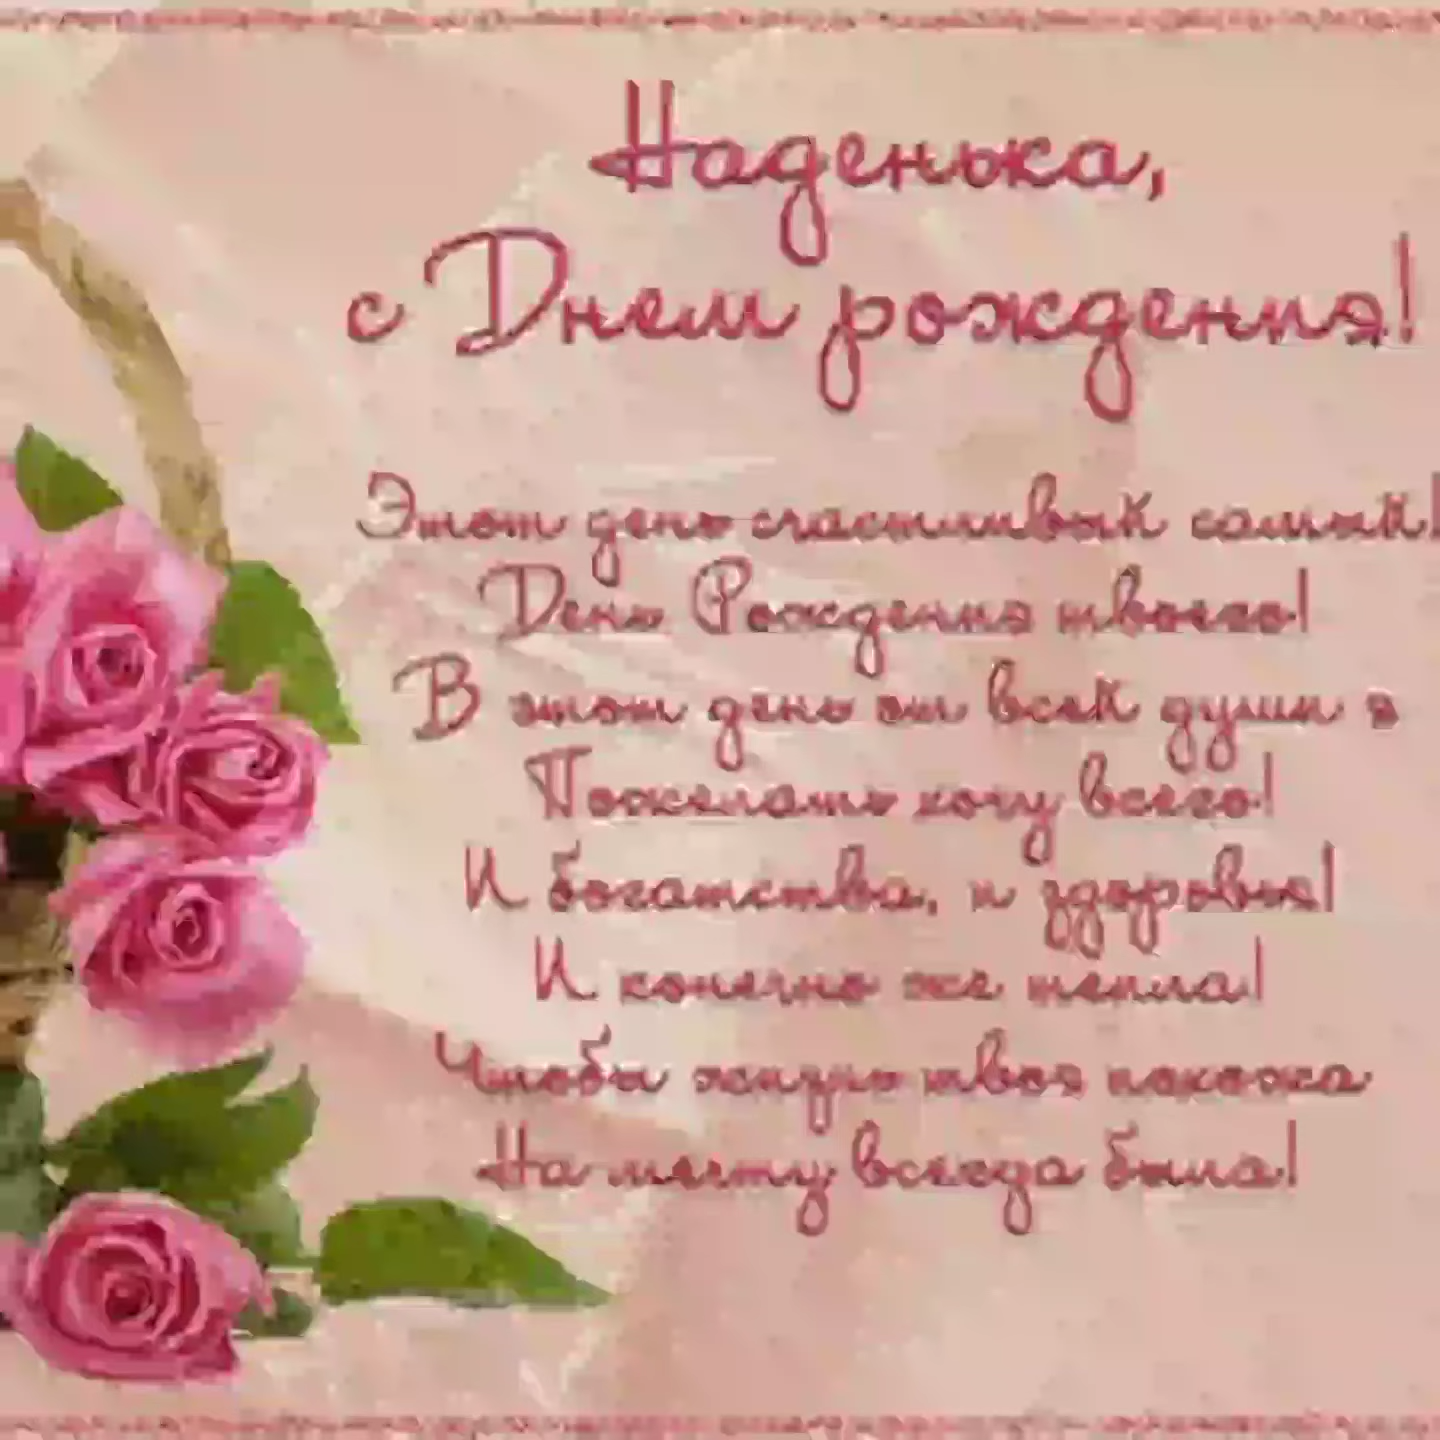 Наденька,
с Днем рождения!
Этот день счастливый самый!
День Рождения твоего!
В этот день от всей души я
Пожелать хочу всего!
И богатства, и здоровья!
И конечно же тепла!
Чтобы жизнь твоя похожа
На мечту всегда была!